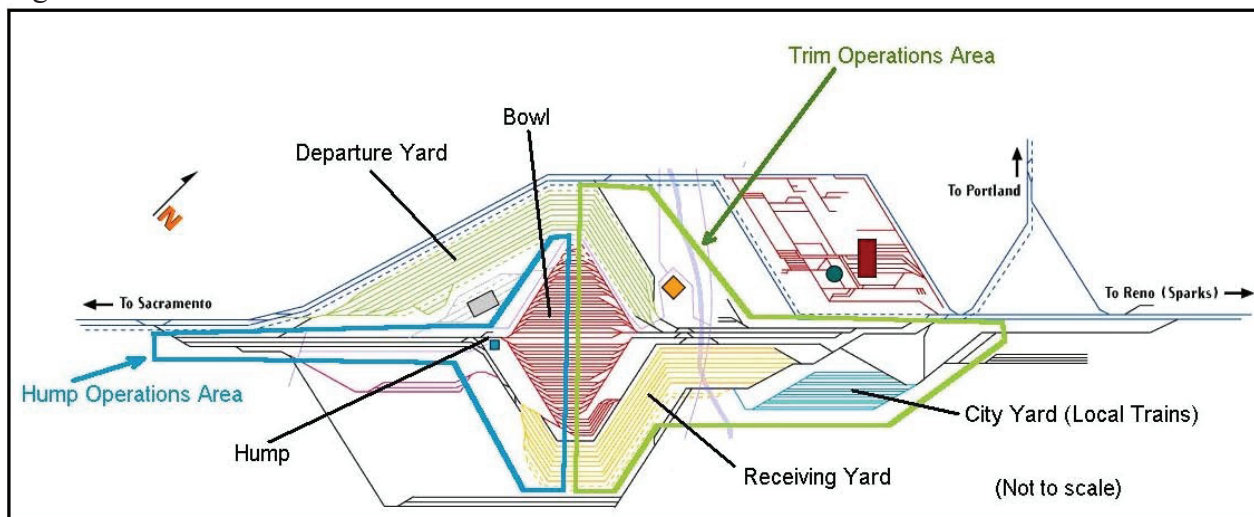 Trim Operations Area
Bowl
Departure Yard
N
To Portland
To Sacramento
To Reno (Sparks)
Hump Operations Area
City Yard (Local Trains)
Hump
Receiving Yard
(Not to scale)